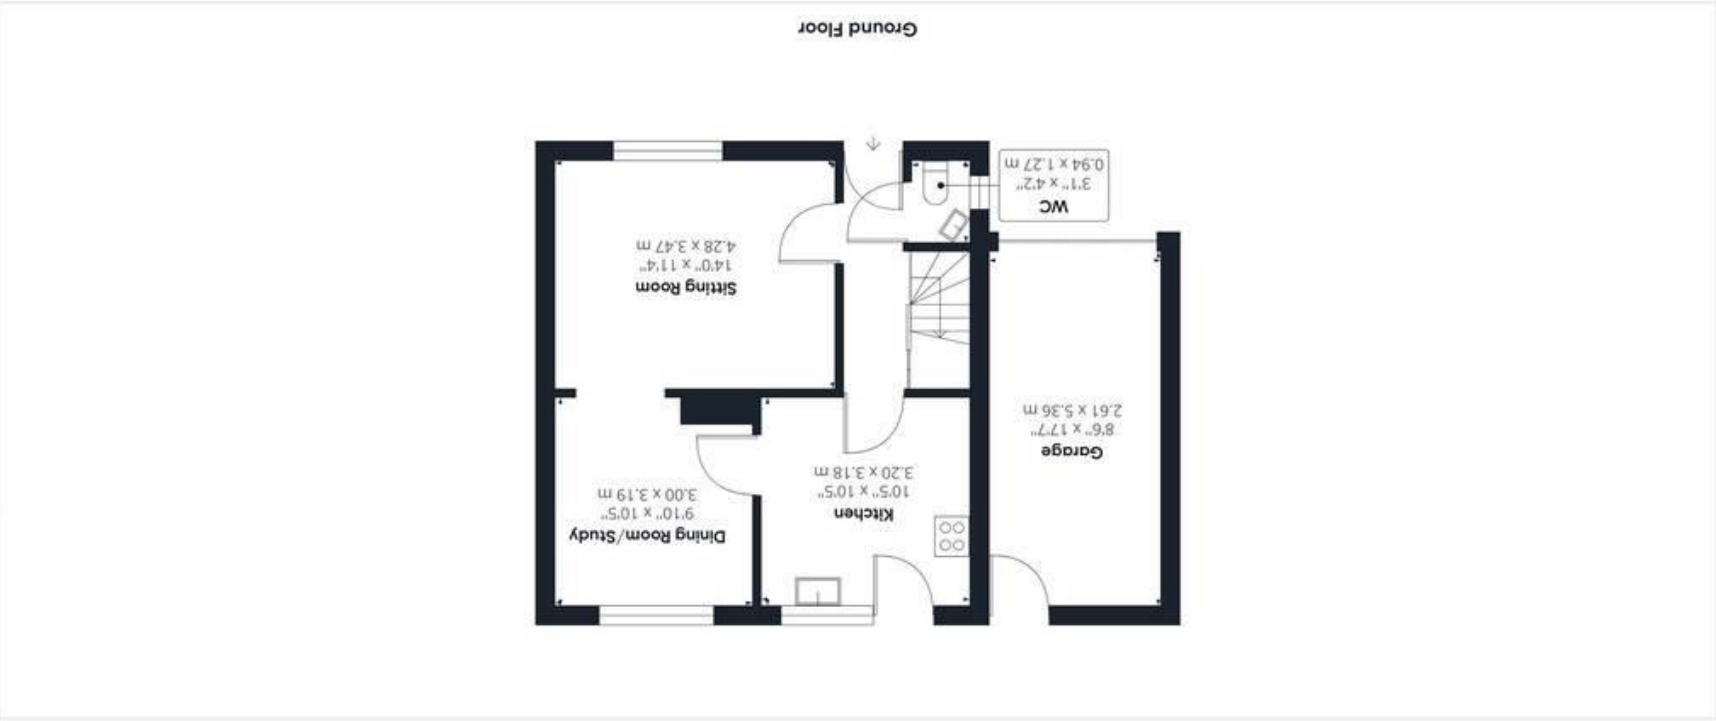 Garage
8'6" x 17'7"
2.61 x 5.36 m
Kitchen
10'5" x 10'5"
3.20 x 3.18 m
Dining Room/Study
9'10" x 10'5"
3.00 x 3.19 m
Sitting Room
14'0" x 11'4"
4.28 x 3.47 m
WC
3'1" x 4'2"
0.94 x 1.27 m
Ground Floor